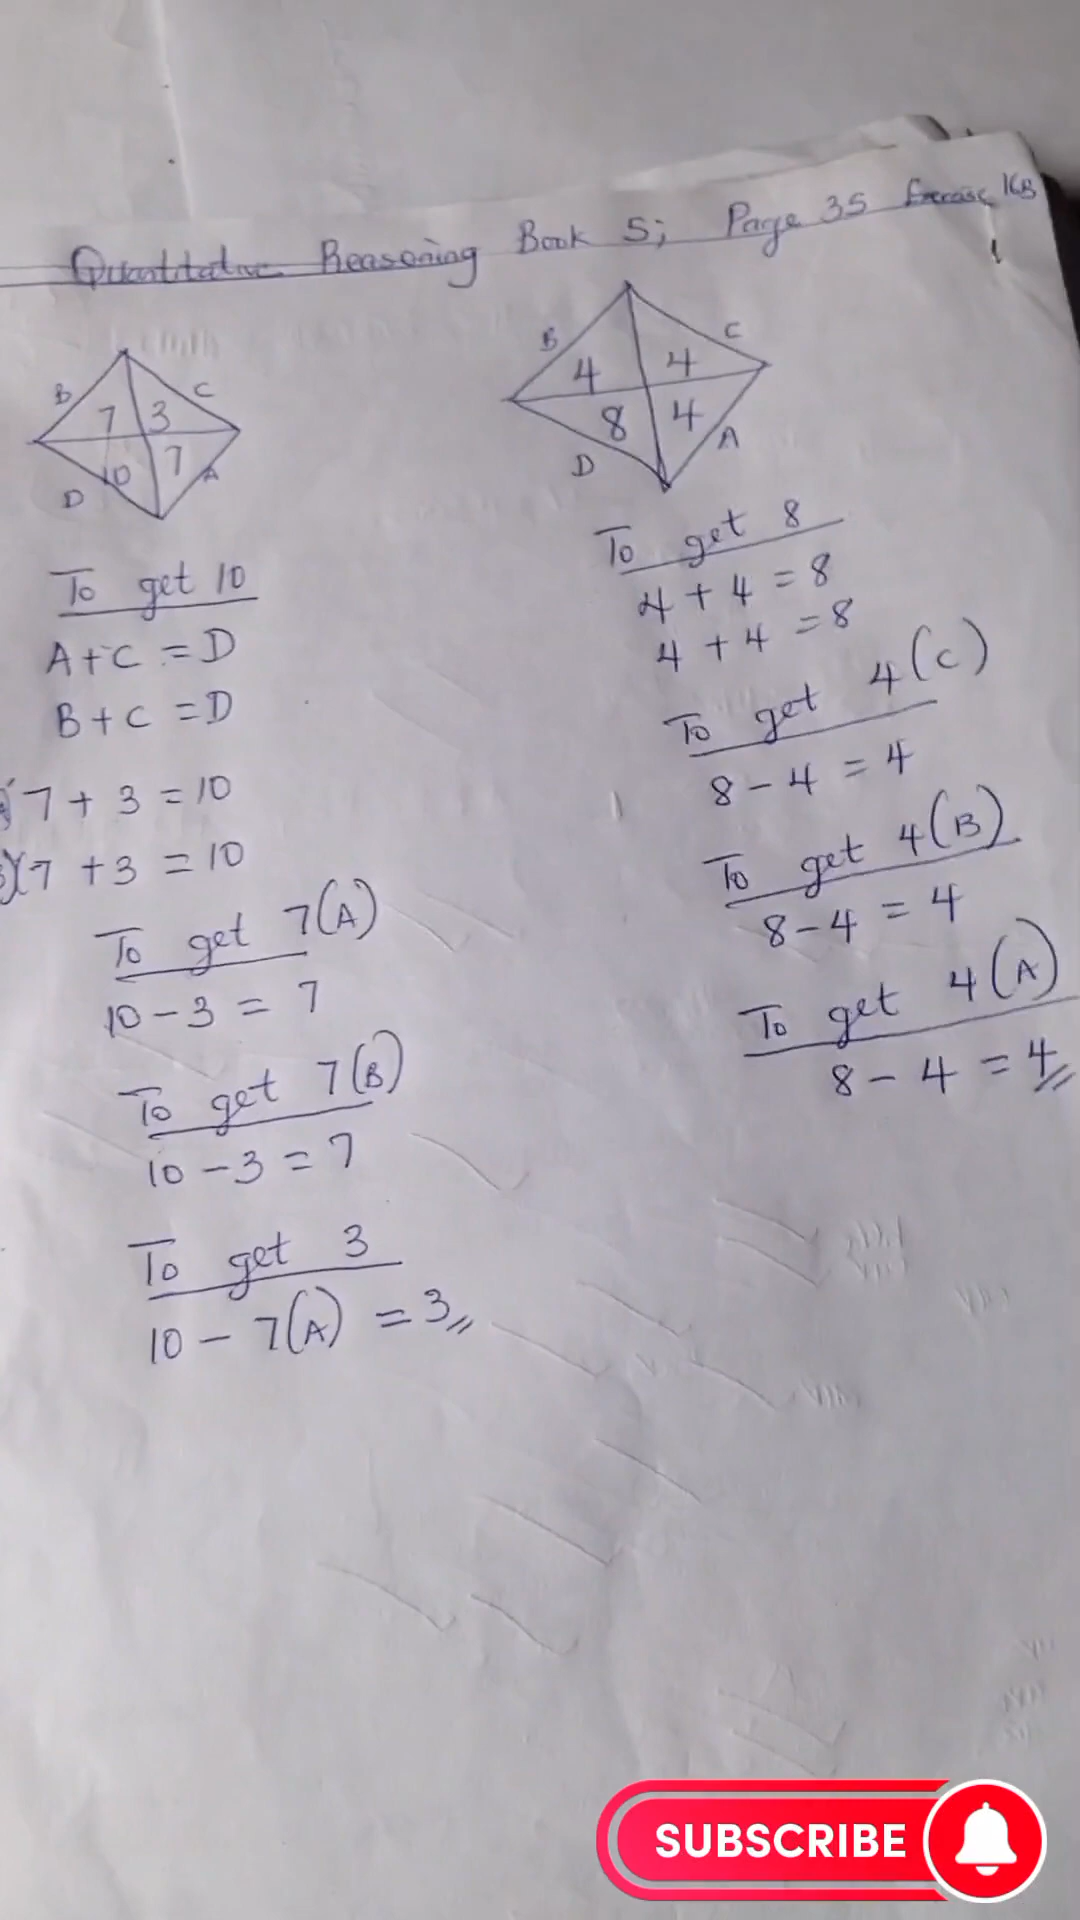 Quantitative Reasoning Book 5; Page 35 Exercise 16B
B
C
7
3
10
7
D
A
To get 10
A+C = D
B+C = D
7 + 3 = 10
7 + 3 = 10
To get 7(A)
10 - 3 = 7
To get 7(B)
10 - 3 = 7
To get 3
10 - 7(A) = 3
B
C
4
4
8
4
D
A
To get 8
4 + 4 = 8
4 + 4 = 8
To get 4(C)
8 - 4 = 4
To get 4(B)
8 - 4 = 4
To get 4(A)
8 - 4 = 4
SUBSCRIBE